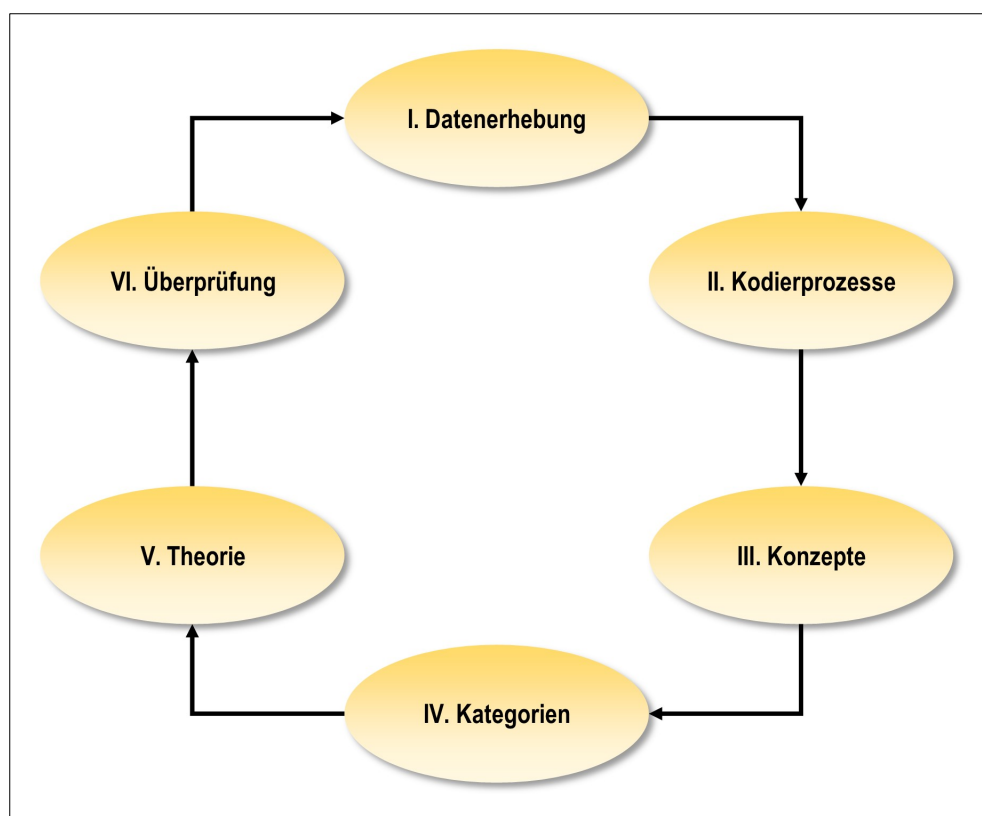 I. Datenerhebung
II. Kodierprozesse
III. Konzepte
IV. Kategorien
V. Theorie
VI. Überprüfung